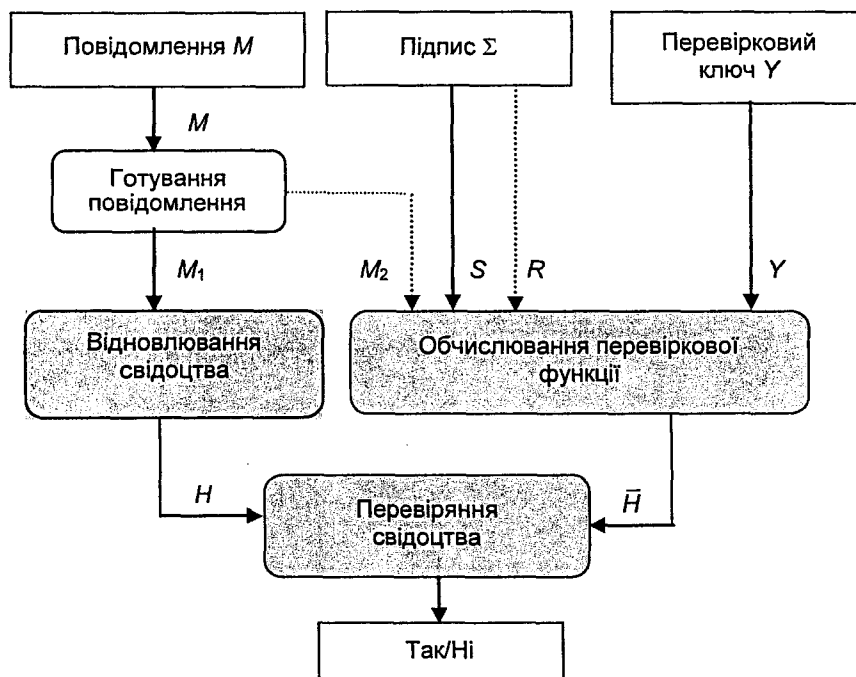 Повідомлення M
Підпис Σ
Перевірковий
ключ Y
M
Готування
повідомлення
M₁
M₂
S
R
Y
Відновлювання
свідоцтва
Обчислювання перевіркової
функції
H
H̅
Перевіряння
свідоцтва
Так/Ні